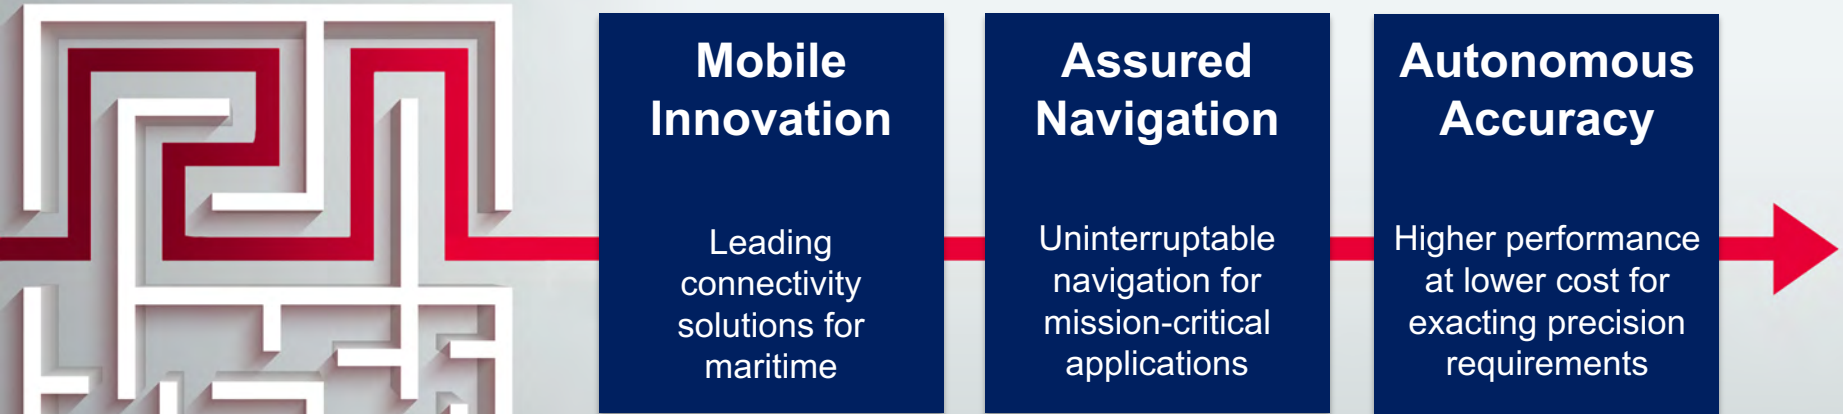 Mobile
Innovation
Leading
connectivity
solutions for
maritime
Assured
Navigation
Uninterruptable
navigation for
mission-critical
applications
Autonomous
Accuracy
Higher performance
at lower cost for
exacting precision
requirements